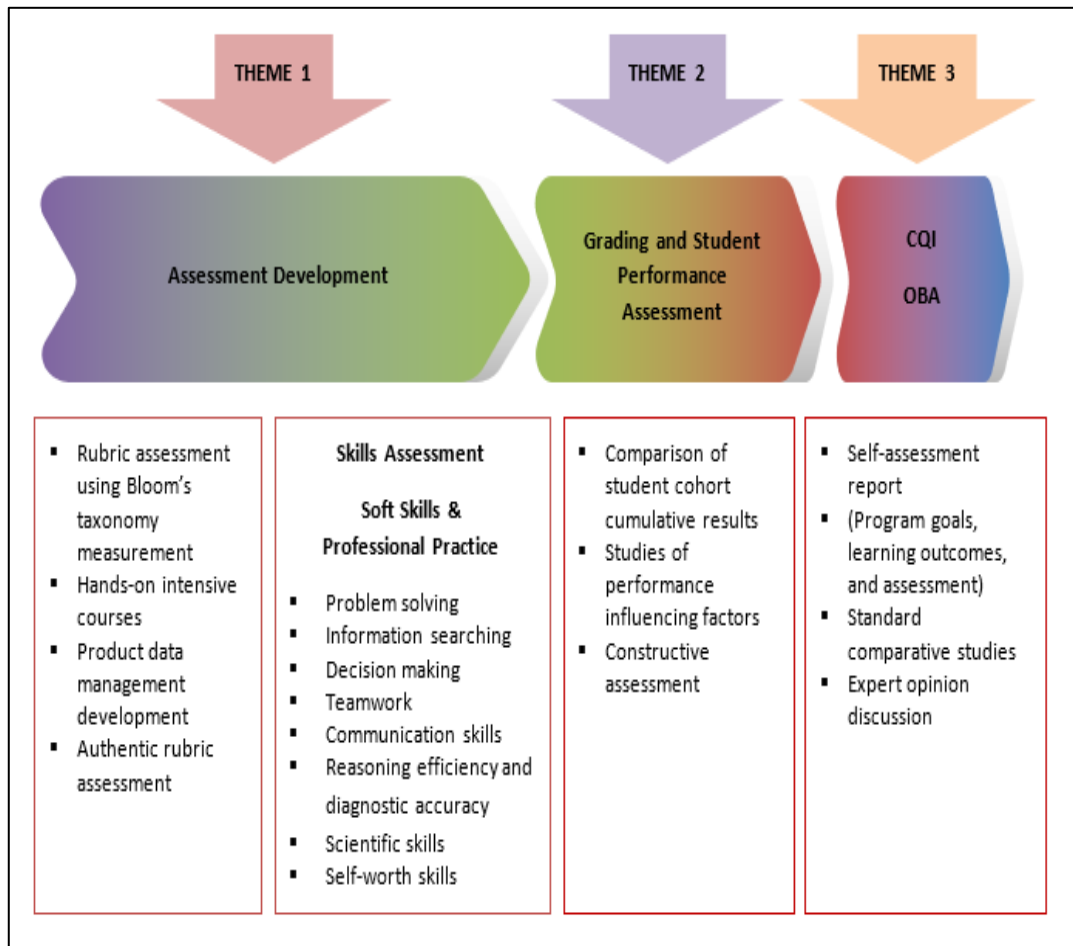 THEME 1
THEME 2
THEME 3
Assessment Development
Grading and Student
Performance
Assessment
CQI
OBA
▪ Rubric assessment
using Bloom's
taxonomy
measurement
▪ Hands-on intensive
courses
▪ Product data
management
development
▪ Authentic rubric
assessment
Skills Assessment
Soft Skills &
Professional Practice
▪ Problem solving
▪ Information searching
▪ Decision making
▪ Teamwork
▪ Communication skills
▪ Reasoning efficiency and
diagnostic accuracy
▪ Scientific skills
▪ Self-worth skills
▪ Comparison of
student cohort
cumulative results
▪ Studies of
performance
influencing factors
▪ Constructive
assessment
▪ Self-assessment
report
▪ (Program goals,
learning outcomes,
and assessment)
▪ Standard
comparative studies
▪ Expert opinion
discussion